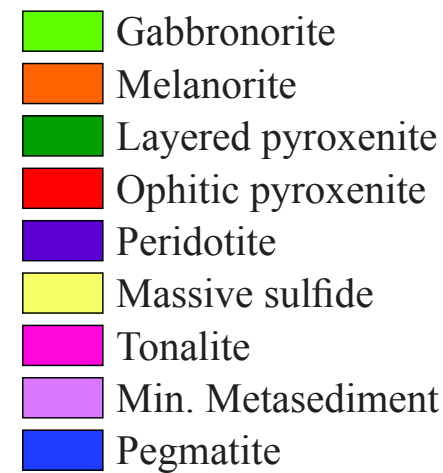 Gabbronorite
Melanorite
Layered pyroxenite
Ophitic pyroxenite
Peridotite
Massive sulfide
Tonalite
Min. Metasediment
Pegmatite